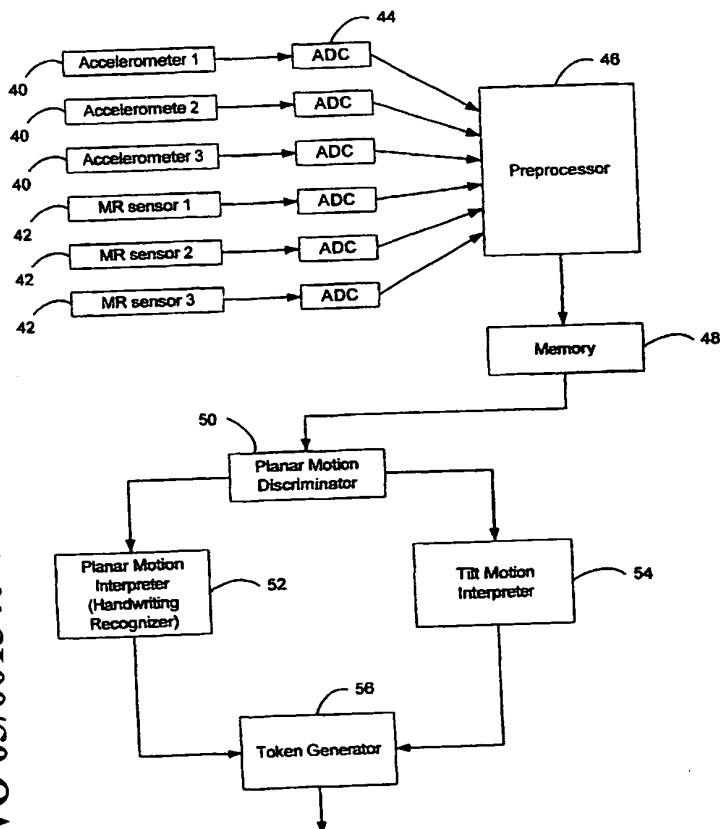 44
Accelerometer 1
ADC
40
46
Acceleromete 2
ADC
40
Accelerometer 3
ADC
40
Preprocessor
MR sensor 1
ADC
42
MR sensor 2
ADC
42
MR sensor 3
ADC
42
Memory
48
50
Planar Motion
Discriminator
Planar Motion
Interpreter
(Handwriting
Recognizer)
52
Tilt Motion
Interpreter
54
56
Token Generator